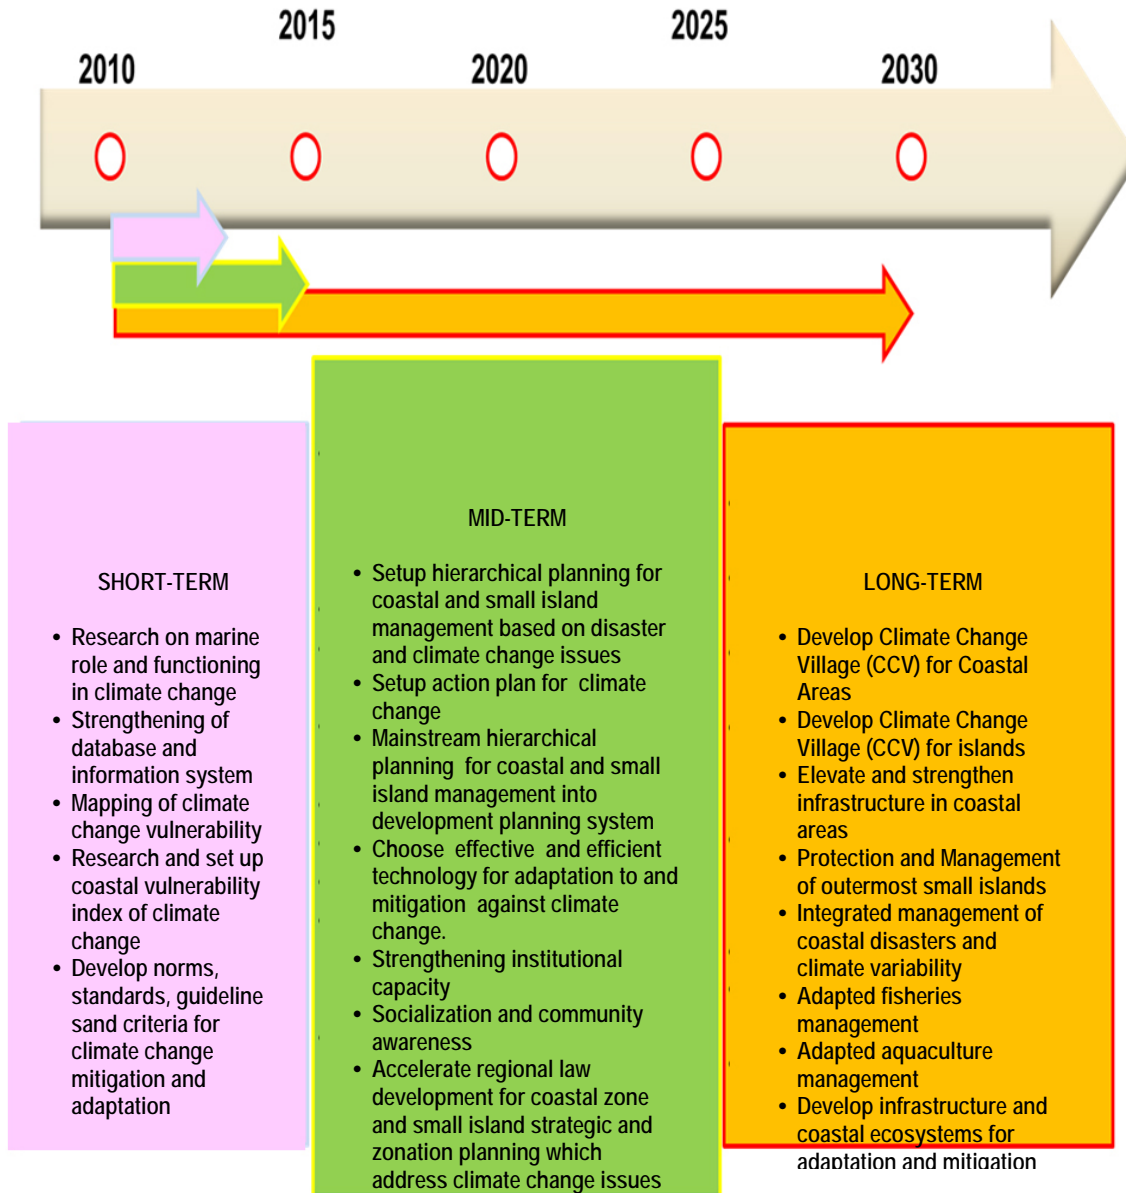 2015
2025
2010
2020
2030
SHORT-TERM
• Research on marine
role and functioning
in climate change
• Strengthening of
database and
information system
• Mapping of climate
change vulnerability
• Research and set up
coastal vulnerability
index of climate
change
• Develop norms,
standards, guideline
sand criteria for
climate change
mitigation and
adaptation
MID-TERM
• Setup hierarchical planning for
coastal and small island
management based on disaster
and climate change issues
• Setup action plan for climate
change
• Mainstream hierarchical
planning for coastal and small
island management into
development planning system
• Choose effective and efficient
technology for adaptation to and
mitigation against climate
change.
• Strengthening institutional
capacity
• Socialization and community
awareness
• Accelerate regional law
development for coastal zone
and small island strategic and
zonation planning which
address climate change issues
LONG-TERM
• Develop Climate Change
Village (CCV) for Coastal
Areas
• Develop Climate Change
Village (CCV) for islands
• Elevate and strengthen
infrastructure in coastal
areas
• Protection and Management
of outermost small islands
• Integrated management of
coastal disasters and
climate variability
• Adapted fisheries
management
• Adapted aquaculture
management
• Develop infrastructure and
coastal ecosystems for
adaptation and mitigation